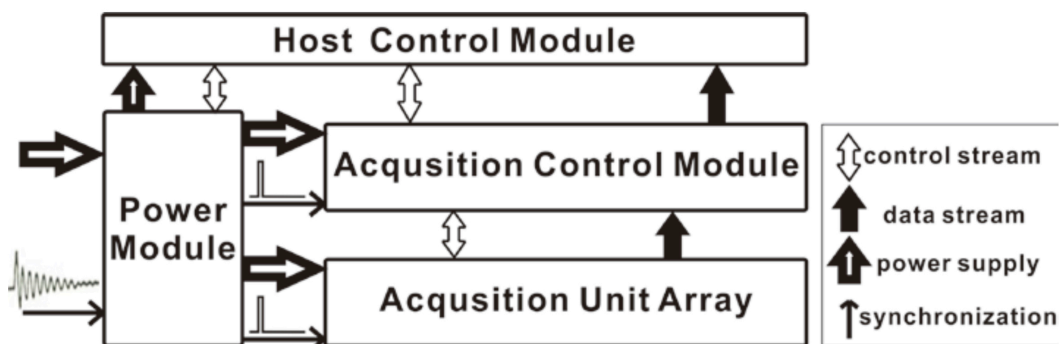 Host Control Module
Acqusition Control Module
Power
Module
Acqusition Unit Array
control stream
data stream
power supply
synchronization